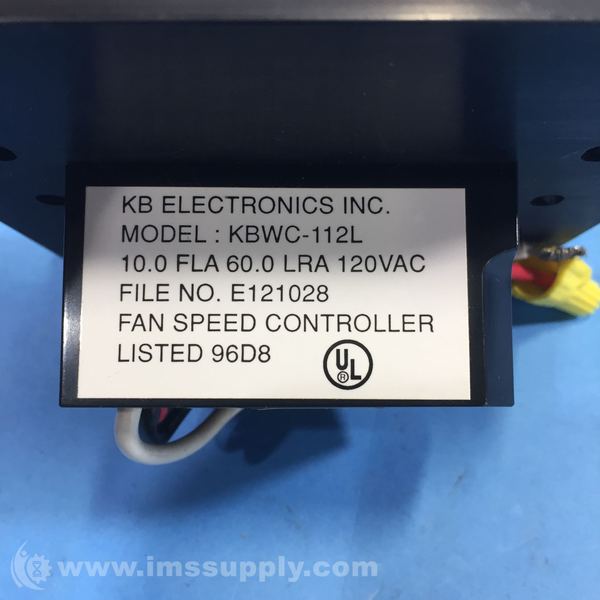 KB ELECTRONICS INC.
MODEL : KBWC-112L
10.0 FLA 60.0 LRA 120VAC
FILE NO. E121028
FAN SPEED CONTROLLER
LISTED 96D8
UL
®
www.imssupply.com